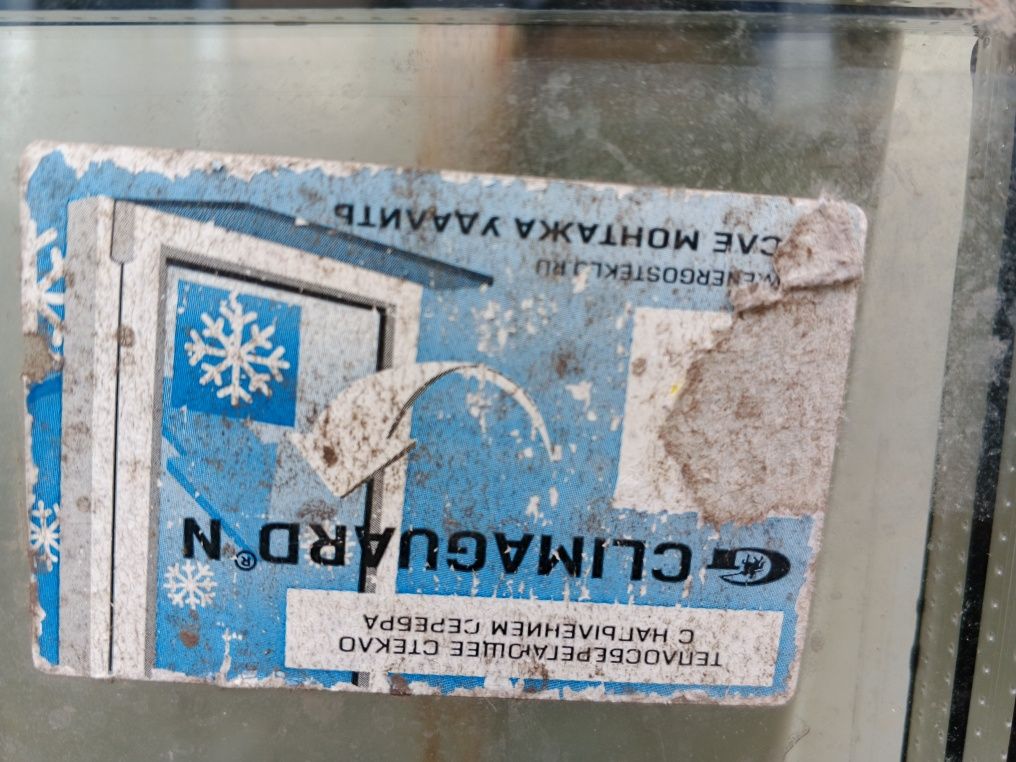 ТЕПЛОСБЕРЕГАЮЩЕЕ СТЕКЛО
С НАПЫЛЕНИЕМ СЕРЕБРА
CLIMAGUARD® N
ENERGOSTEKLO.RU
МОНТАЖА УДАЛИТЬ